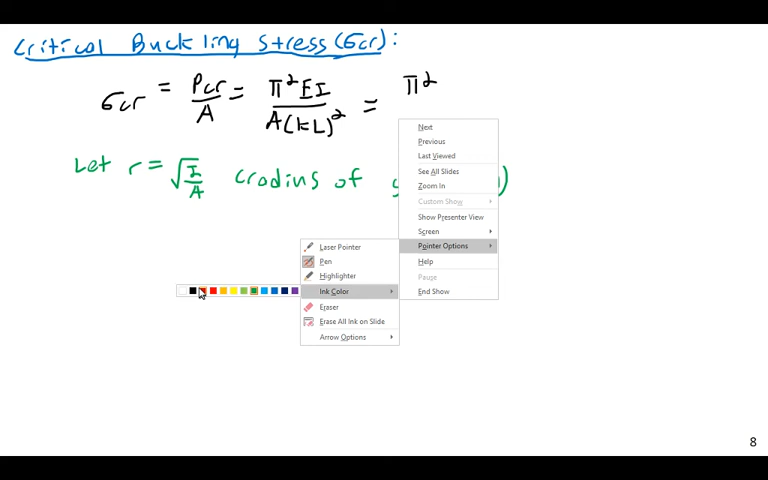 Critical Buckling Stress (σcr):
σcr = Pcr/A = π²EI/A(KL)² = π²
Let r = √I/A (radius of
Next
Previous
Last Viewed
See All Slides
Zoom In
Custom Show
Show Presenter View
Screen
Pointer Options
Help
Pause
End Show
Laser Pointer
Pen
Highlighter
Ink Color
Eraser
Erase All Ink on Slide
Arrow Options
8